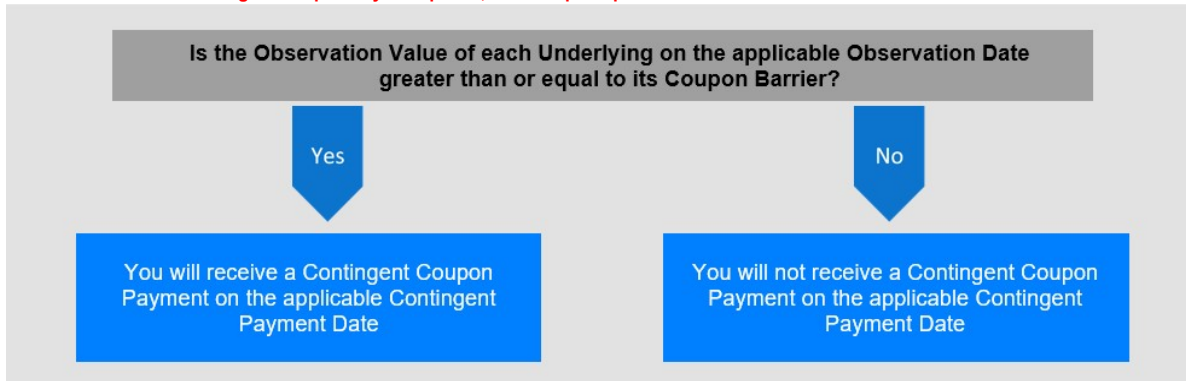 Is the Observation Value of each Underlying on the applicable Observation Date
greater than or equal to its Coupon Barrier?
Yes
No
You will receive a Contingent Coupon
Payment on the applicable Contingent
Payment Date
You will not receive a Contingent Coupon
Payment on the applicable Contingent
Payment Date